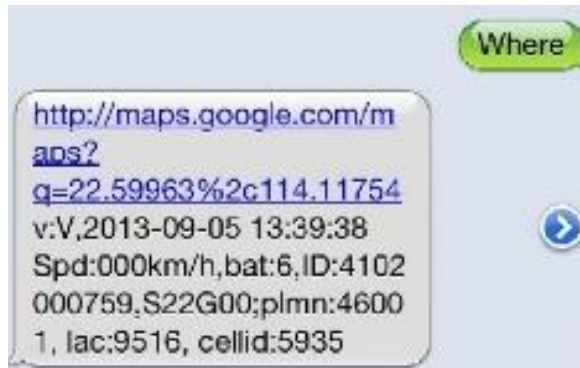 Where
http://maps.google.com/m
aps?
q=22.59963%2c114.11754
v:V,2013-09-05 13:39:38
Spd:000km/h,bat:6,ID:4102
000759,S22G00;plmn:4600
1, lac:9516, cellid:5935